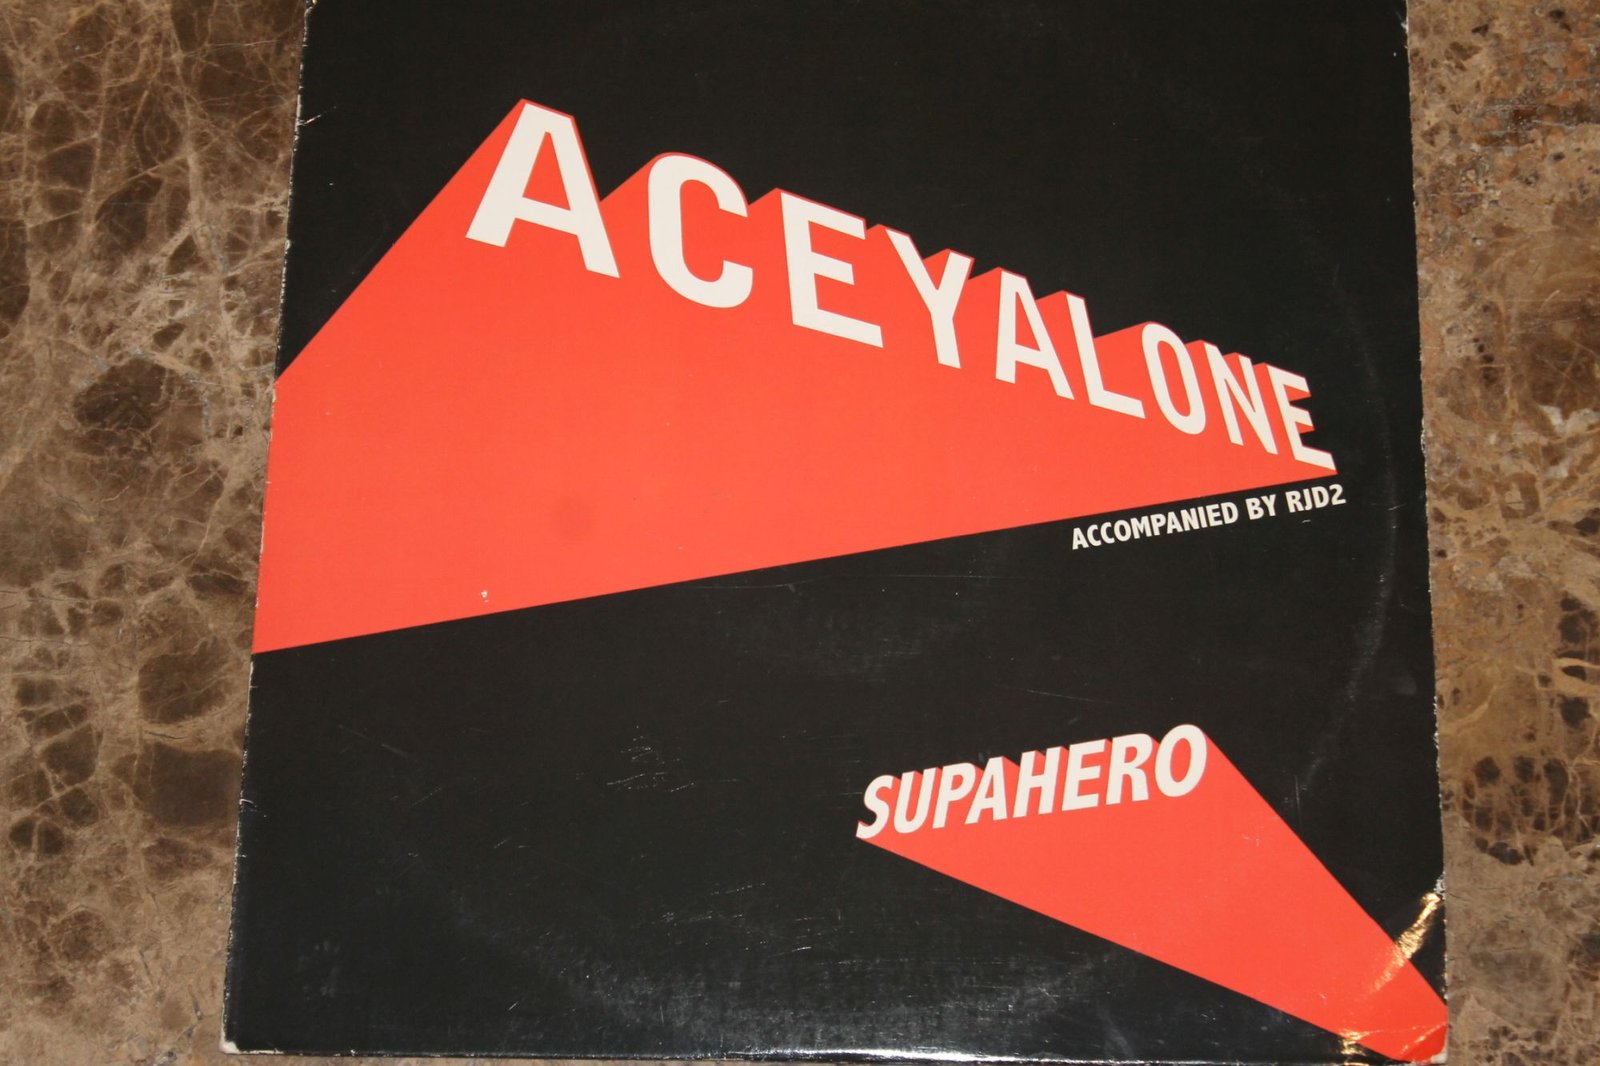 ACEYALONE
ACCOMPANIED BY RJD2
SUPAHERO